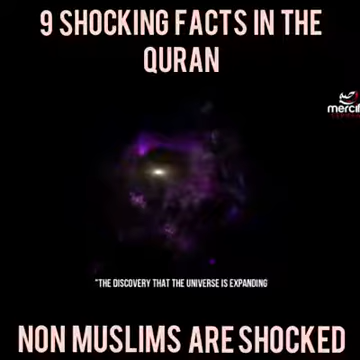 9 SHOCKING FACTS IN THE
QURAN
"THE DISCOVERY THAT THE UNIVERSE IS EXPANDING
NON MUSLIMS ARE SHOCKED